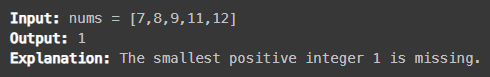 Input: nums = [7,8,9,11,12]
Output: 1
Explanation: The smallest positive integer 1 is missing.